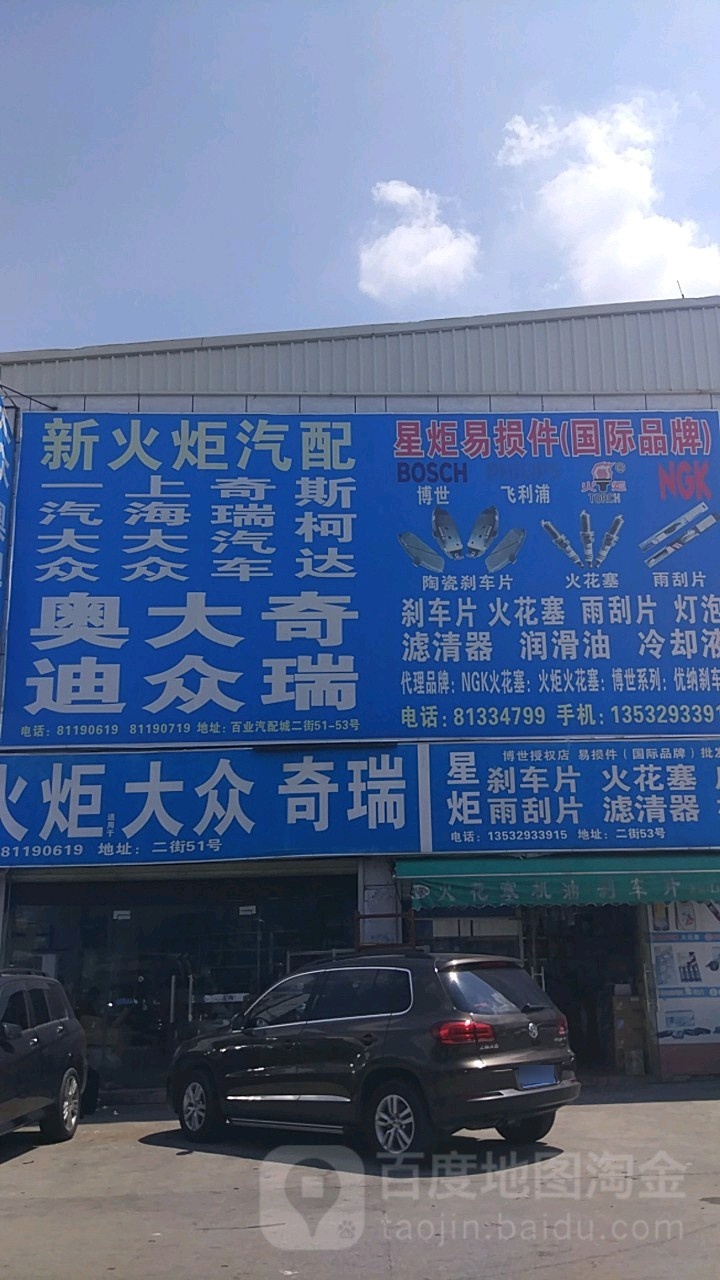 新火炬汽配
一汽大众 上海大众 奇瑞汽车 斯柯达
奥迪 大众 奇瑞
电话：81190619 81190719 地址：百业汽配城二街51-53号
星炬易损件(国际品牌)
BOSCH PHILIPS 火炬® TORCH NGK
博世 飞利浦
陶瓷刹车片 火花塞 雨刮片
刹车片 火花塞 雨刮片 灯泡
滤清器 润滑油 冷却液
代理品牌：NGK火花塞：火炬火花塞：博世系列：优纳刹车
电话：81334799 手机：1353293391
火炬 适用于 大众 奇瑞
81190619 地址：二街51号
博世授权店 易损件（国际品牌）批发
星炬
刹车片 火花塞
雨刮片 滤清器
电话：13532933915 地址：二街53号
火花塞机油刹车片
百度地图淘金
taojin.baidu.com